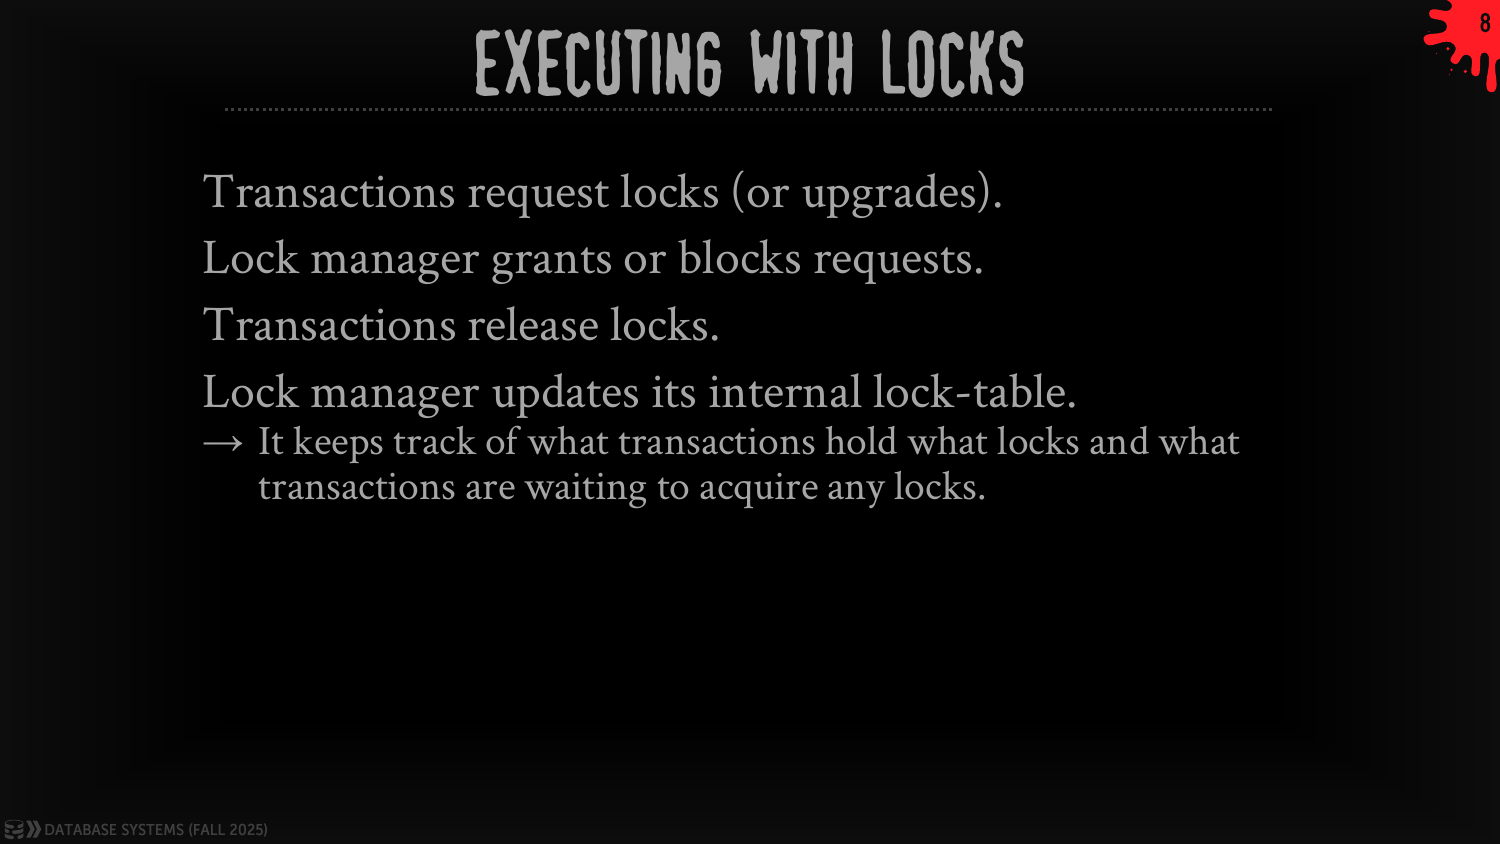 8
EXECUTING WITH LOCKS
Transactions request locks (or upgrades).
Lock manager grants or blocks requests.
Transactions release locks.
Lock manager updates its internal lock-table.
→ It keeps track of what transactions hold what locks and what
transactions are waiting to acquire any locks.
DATABASE SYSTEMS (FALL 2025)